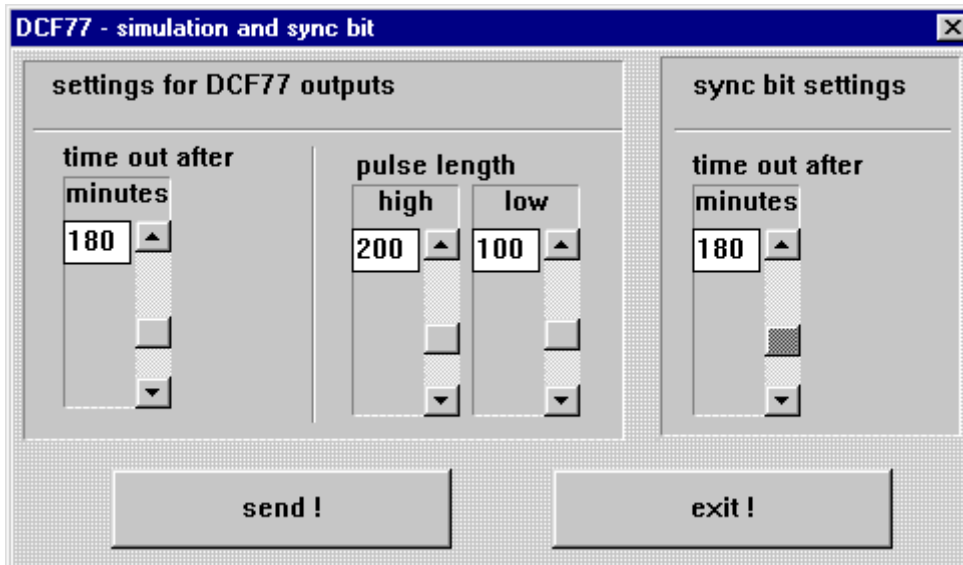 DCF77 - simulation and sync bit
settings for DCF77 outputs
time out after
minutes
180
pulse length
high low
200 100
sync bit settings
time out after
minutes
180
send !
exit !